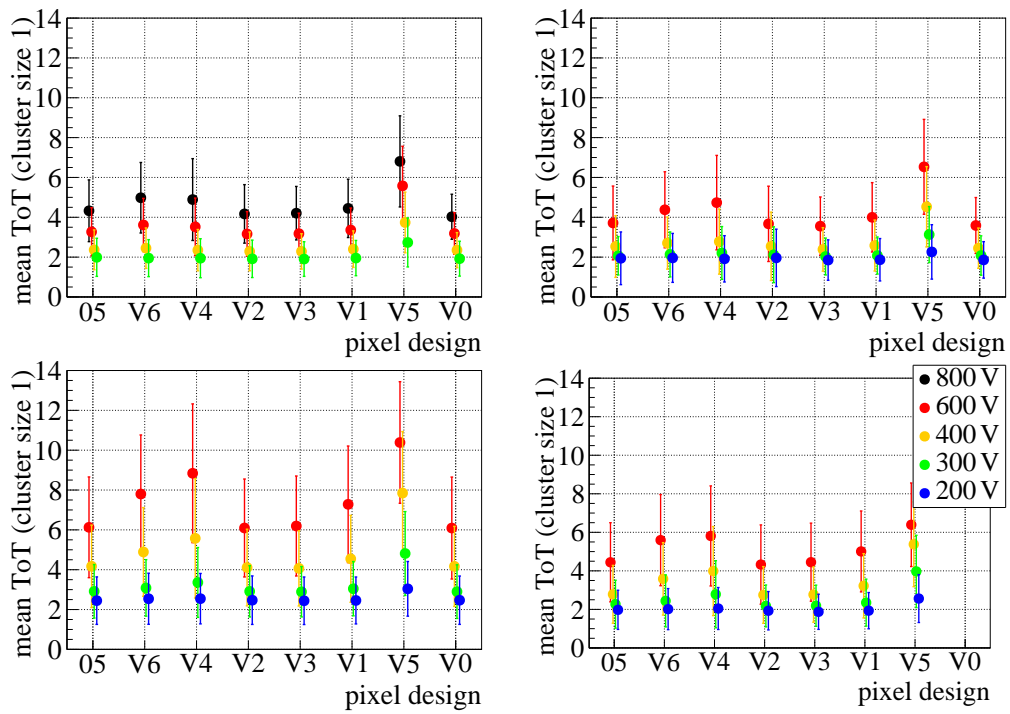 14
12
10
8
6
4
2
0
mean ToT (cluster size 1)
05 V6 V4 V2 V3 V1 V5 V0
pixel design
14
12
10
8
6
4
2
0
mean ToT (cluster size 1)
05 V6 V4 V2 V3 V1 V5 V0
pixel design
14
12
10
8
6
4
2
0
mean ToT (cluster size 1)
05 V6 V4 V2 V3 V1 V5 V0
pixel design
14
12
10
8
6
4
2
0
mean ToT (cluster size 1)
05 V6 V4 V2 V3 V1 V5 V0
pixel design
800 V
600 V
400 V
300 V
200 V